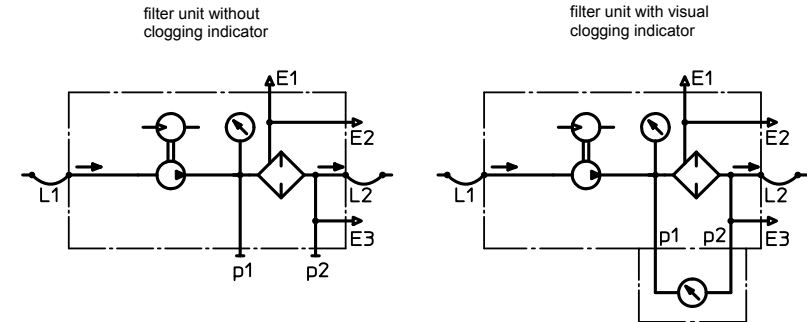 filter unit without
clogging indicator
E1
E2
L1
L2
E3
p1
p2
filter unit with visual
clogging indicator
E1
E2
L1
L2
p1
p2
E3